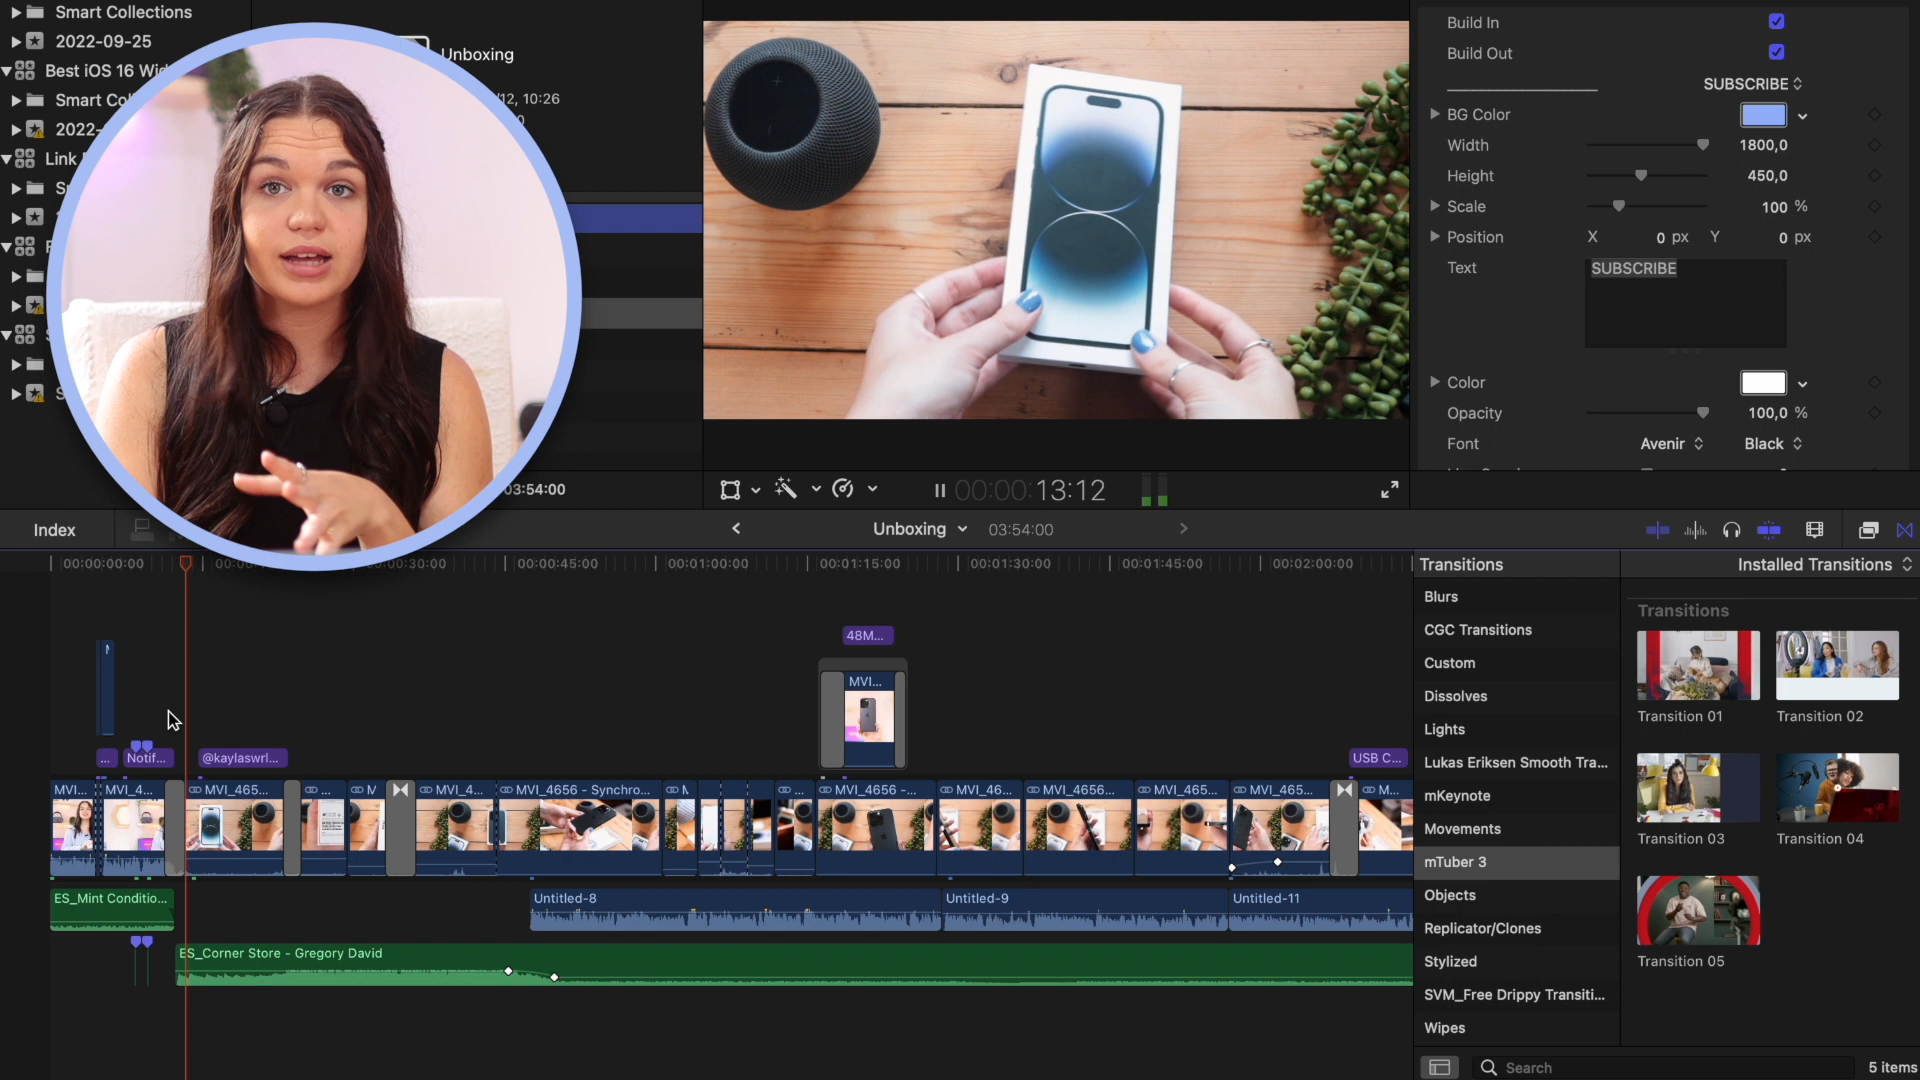 Smart Collections
2022-09-25
Best iOS 16 Wid
Smart Co
2022-
Link
Unboxing
/12, 10:26
03:54:00
Build In
Build Out
SUBSCRIBE
BG Color
Width 1800,0
Height 450,0
Scale 100 %
Position X 0 px Y 0 px
Text SUBSCRIBE
Color
Opacity 100,0 %
Font Avenir Black
00:00:13:12
Index
Unboxing 03:54:00
00:00:00:00
00:00:45:00
00:01:00:00
00:01:15:00
00:01:30:00
00:01:45:00
00:02:00:00
48M...
MVI...
... Notif... @kaylaswrl... USB C...
MVI... MVI_4... MVI_465... ... M MVI_4... MVI_4656 - Synchro... M ... MVI_4656 -... MVI_46... MVI_4656... MVI_465... MVI_465... M...
ES_Mint Conditio... Untitled-8 Untitled-9 Untitled-11
ES_Corner Store - Gregory David
Transitions
Blurs
CGC Transitions
Custom
Dissolves
Lights
Lukas Eriksen Smooth Tra...
mKeynote
Movements
mTuber 3
Objects
Replicator/Clones
Stylized
SVM_Free Drippy Transiti...
Wipes
Installed Transitions
Transitions
Transition 01 Transition 02
Transition 03 Transition 04
Transition 05
Search
5 items